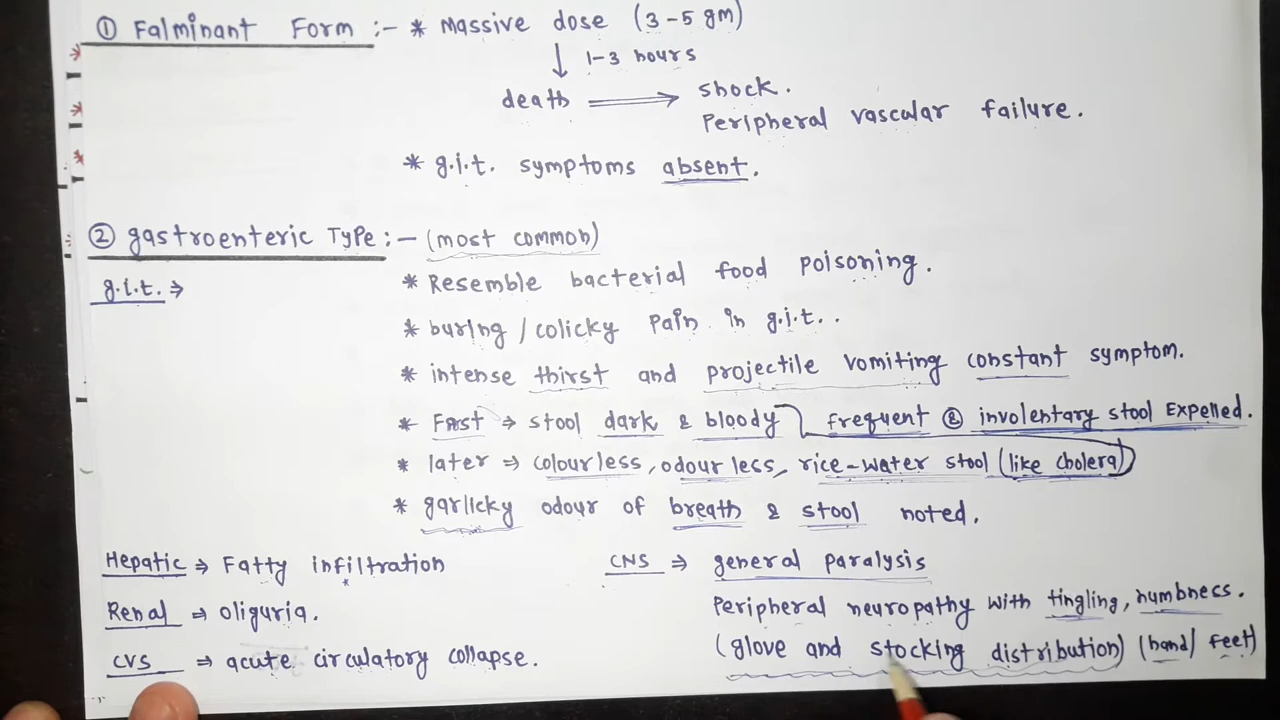 ① Falminant Form :- * Massive dose (3-5 gm)
↓ 1-3 hours
death ⟹ shock.
Peripheral vascular failure.
* g.i.t. symptoms absent.
② gastroenteric Type :- (most common)
g.i.t. ⇒ * Resemble bacterial food poisoning.
* buring / colicky Pain in g.i.t..
* intense thirst and projectile vomiting constant symptom.
* First → stool dark & bloody frequent & involentary stool Expelled.
* later ⇒ colourless, odourless, rice-water stool (like cholera)
* garlicky odour of breath & stool noted.
Hepatic ⇒ Fatty infiltration
Renal ⇒ oliguria.
CVS ⇒ acute circulatory collapse.
CNS ⇒ general paralysis
Peripheral neuropathy with tingling, numbness.
(glove and stocking distribution) (hand/ feet)